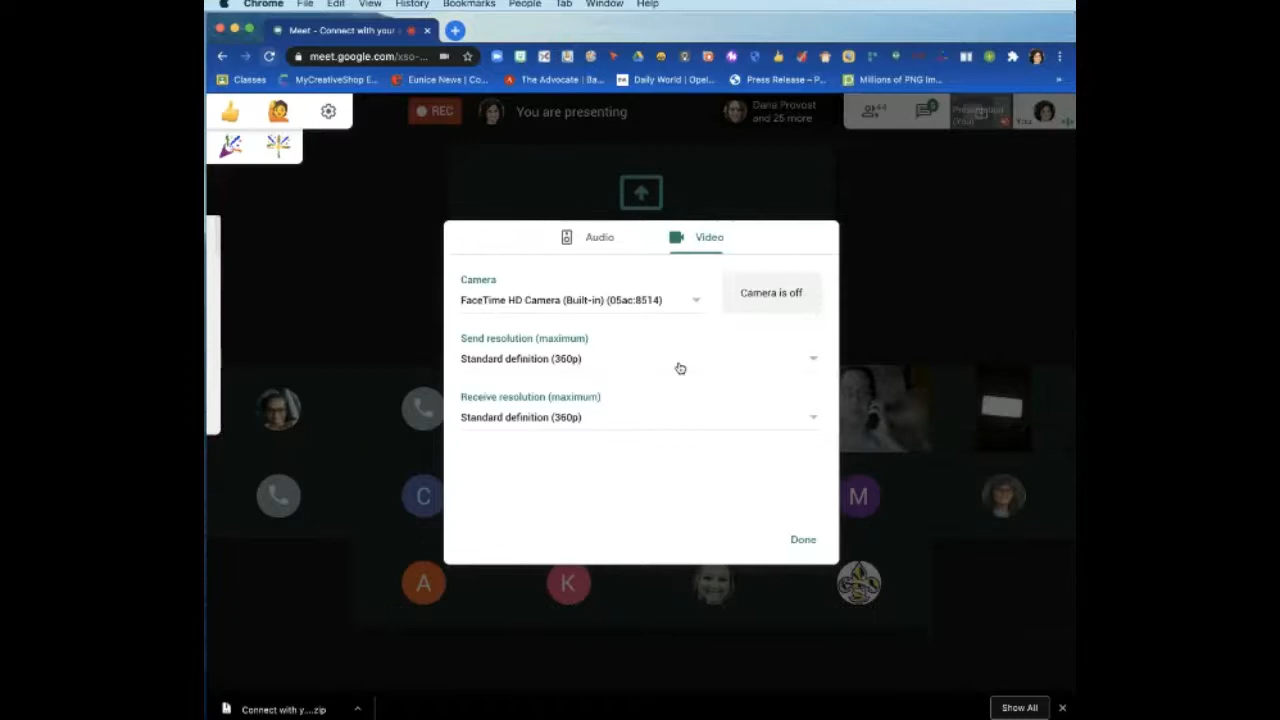 Chrome File Edit View History Bookmarks People Tab Window Help
Meet - Connect with your
meet.google.com/xso-...
Classes MyCreativeShop E... Eunice News | Co... The Advocate | Ba... Daily World | Opel... Press Release – P... Millions of PNG Im... »
REC You are presenting Dana Provost
and 25 more
You
Audio Video
Camera
FaceTime HD Camera (Built-in) (05ac:8514) Camera is off
Send resolution (maximum)
Standard definition (360p)
Receive resolution (maximum)
Standard definition (360p)
C M
Done
A K
Connect with y....zip Show All